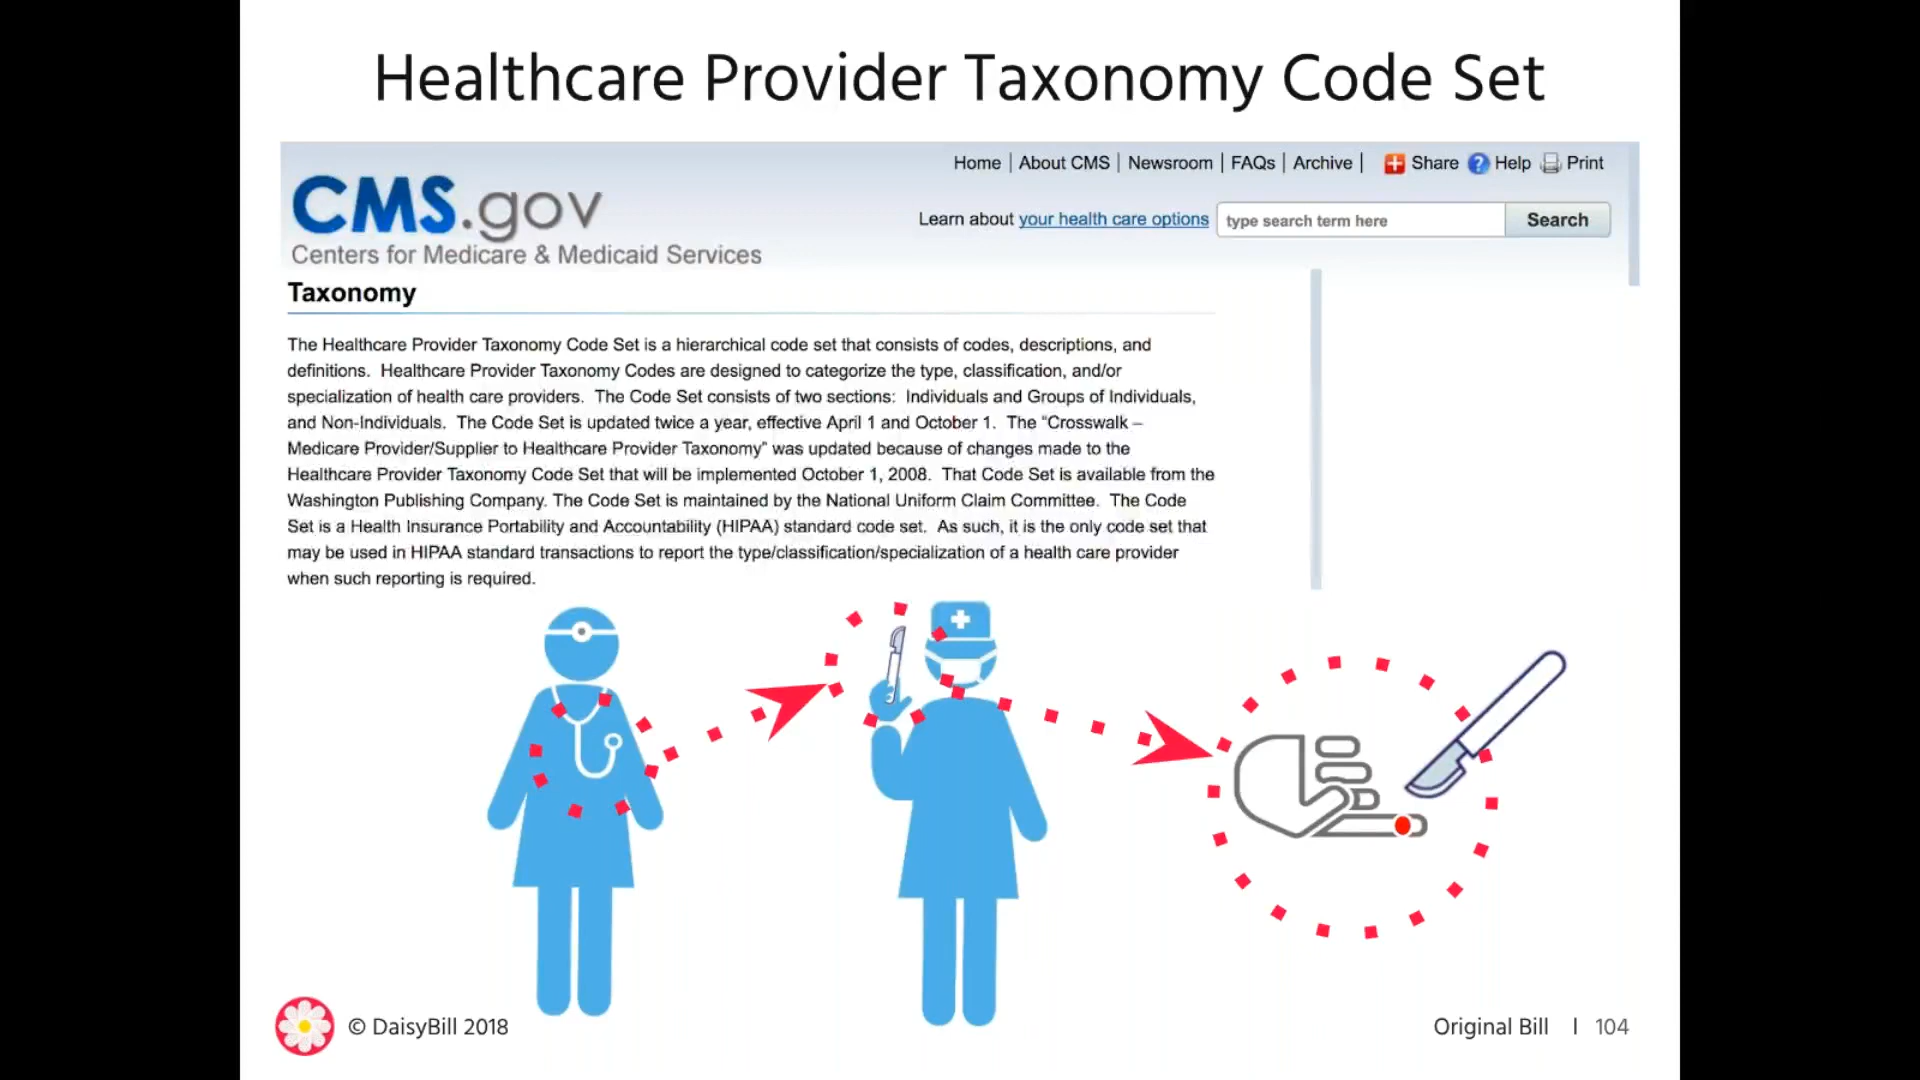 Healthcare Provider Taxonomy Code Set
Home | About CMS | Newsroom | FAQs | Archive | Share Help Print
CMS.gov
Learn about your health care options type search term here Search
Centers for Medicare & Medicaid Services
Taxonomy
The Healthcare Provider Taxonomy Code Set is a hierarchical code set that consists of codes, descriptions, and
definitions. Healthcare Provider Taxonomy Codes are designed to categorize the type, classification, and/or
specialization of health care providers. The Code Set consists of two sections: Individuals and Groups of Individuals,
and Non-Individuals. The Code Set is updated twice a year, effective April 1 and October 1. The “Crosswalk –
Medicare Provider/Supplier to Healthcare Provider Taxonomy” was updated because of changes made to the
Healthcare Provider Taxonomy Code Set that will be implemented October 1, 2008. That Code Set is available from the
Washington Publishing Company. The Code Set is maintained by the National Uniform Claim Committee. The Code
Set is a Health Insurance Portability and Accountability (HIPAA) standard code set. As such, it is the only code set that
may be used in HIPAA standard transactions to report the type/classification/specialization of a health care provider
when such reporting is required.
© DaisyBill 2018
Original Bill | 104